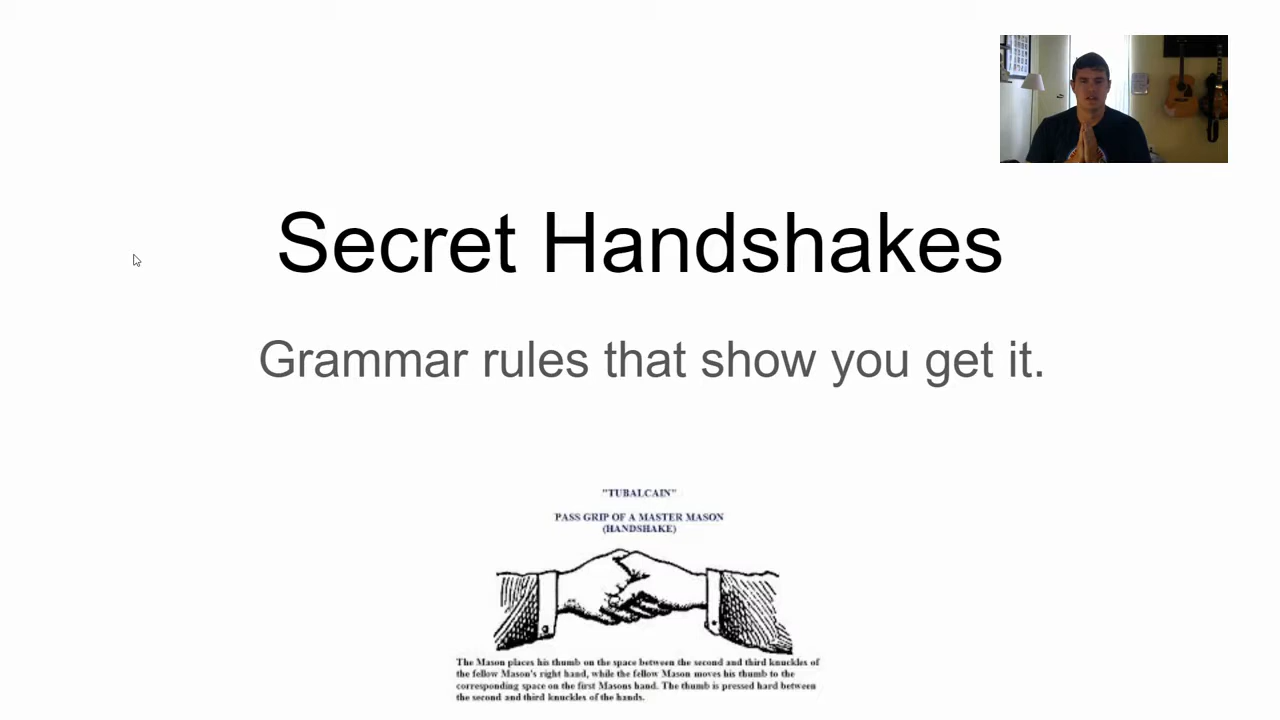 Secret Handshakes
Grammar rules that show you get it.
"TUBALCAIN"
PASS GRIP OF A MASTER MASON
(HANDSHAKE)
The Mason places his thumb on the space between the second and third knuckles of
the fellow Mason's right hand, while the fellow Mason moves his thumb to the
corresponding space on the first Masons hand. The thumb is pressed hard between
the second and third knuckles of the hands.